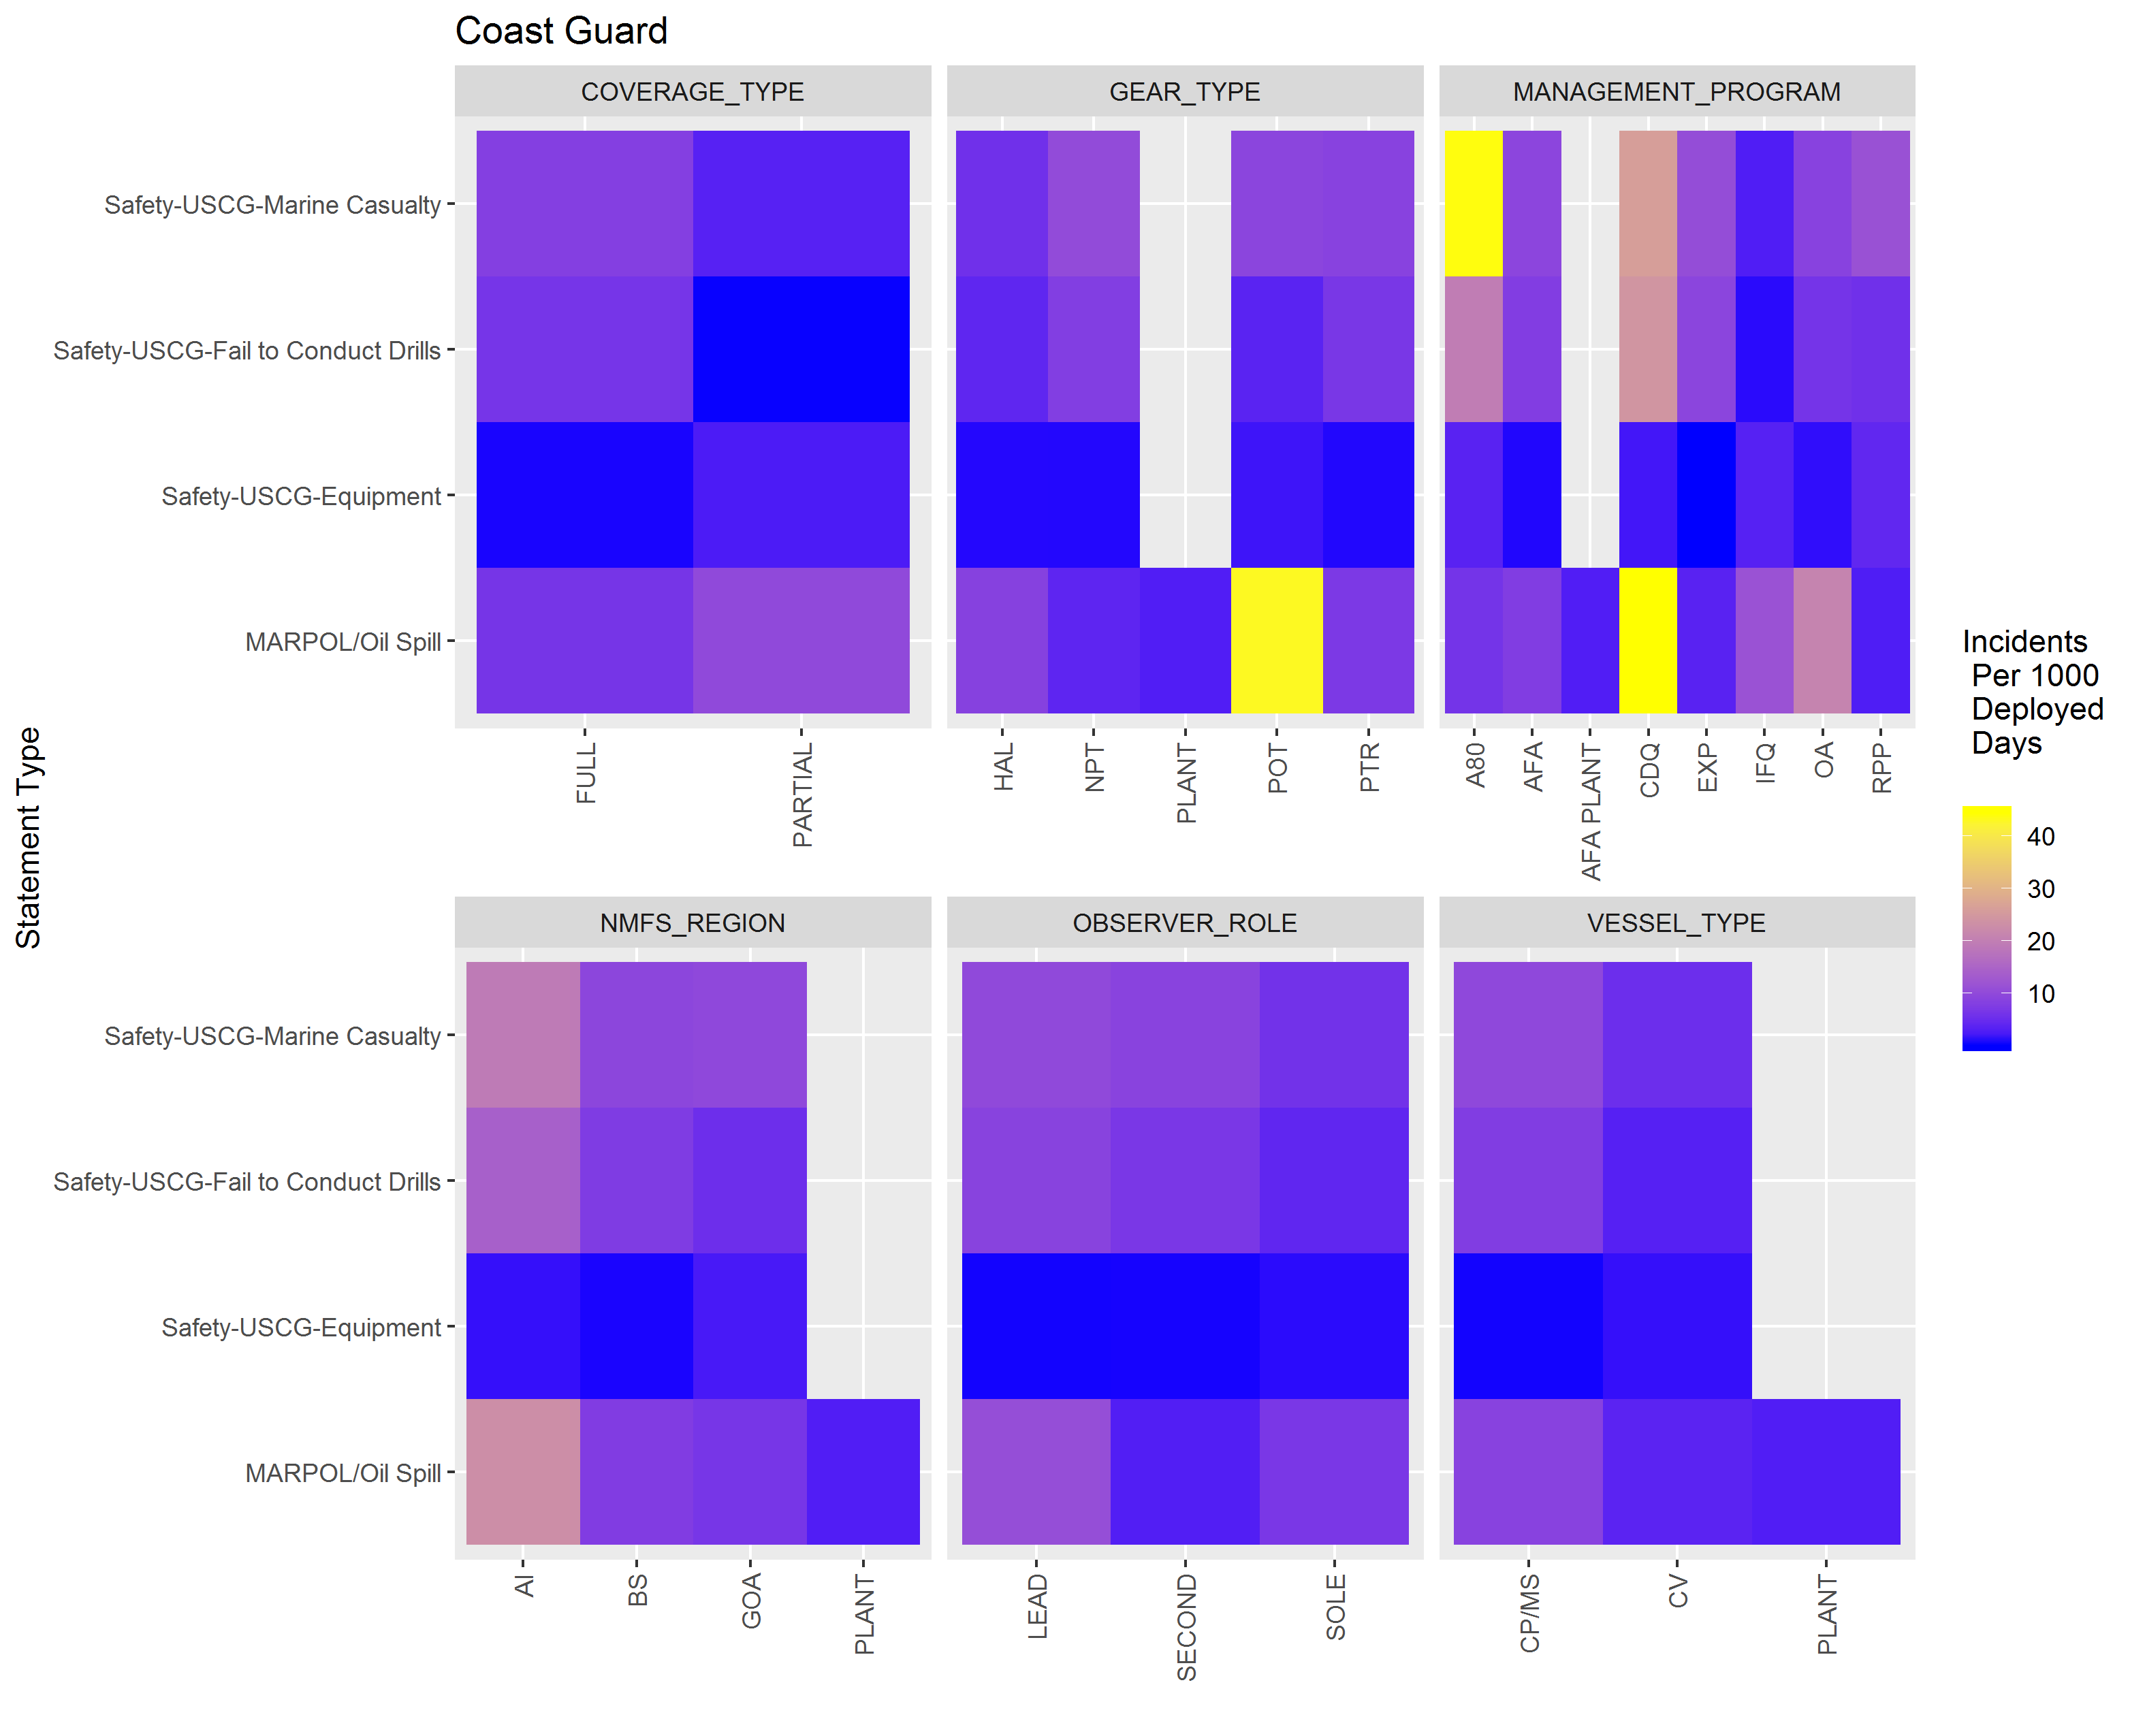 Coast Guard
COVERAGE_TYPE
GEAR_TYPE
MANAGEMENT_PROGRAM
Safety-USCG-Marine Casualty
Safety-USCG-Fail to Conduct Drills
Safety-USCG-Equipment
MARPOL/Oil Spill
FULL
PARTIAL
HAL
NPT
PLANT
POT
PTR
A80
AFA
AFA PLANT
CDQ
EXP
IFQ
OA
RPP
Statement Type
NMFS_REGION
OBSERVER_ROLE
VESSEL_TYPE
Safety-USCG-Marine Casualty
Safety-USCG-Fail to Conduct Drills
Safety-USCG-Equipment
MARPOL/Oil Spill
AI
BS
GOA
PLANT
LEAD
SECOND
SOLE
CP/MS
CV
PLANT
Incidents
Per 1000
Deployed
Days
40
30
20
10